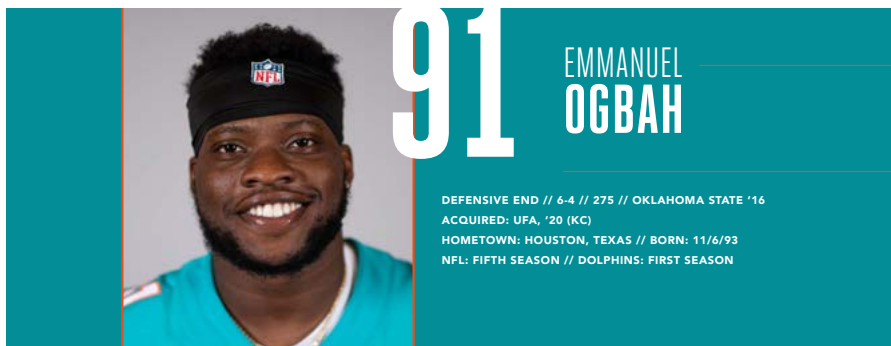 91
EMMANUEL
OGBAH
NFL
DEFENSIVE END // 6-4 // 275 // OKLAHOMA STATE ’16
ACQUIRED: UFA, ’20 (KC)
HOMETOWN: HOUSTON, TEXAS // BORN: 11/6/93
NFL: FIFTH SEASON // DOLPHINS: FIRST SEASON